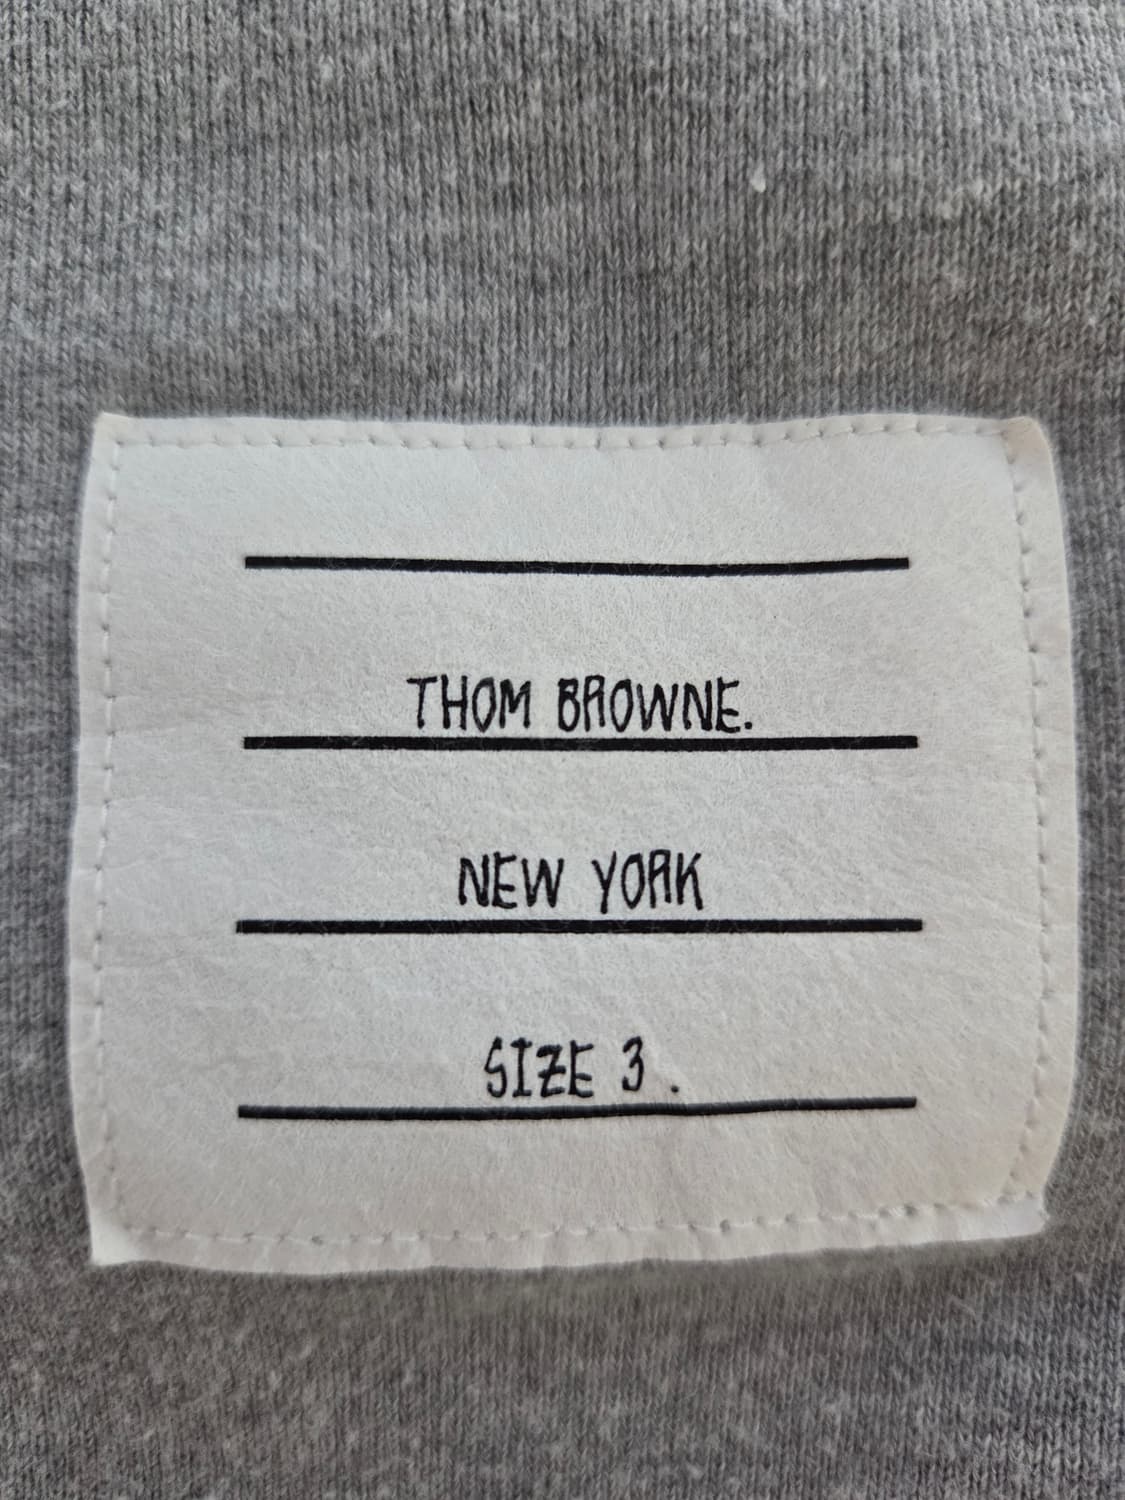 THOM BROWNE.
NEW YORK
SIZE 3.